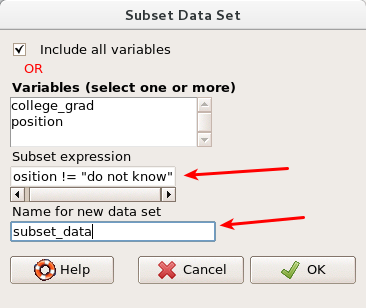 Subset Data Set
Include all variables
OR
Variables (select one or more)
college_grad
position
Subset expression
osition != "do not know"
Name for new data set
subset_data
Help Cancel OK